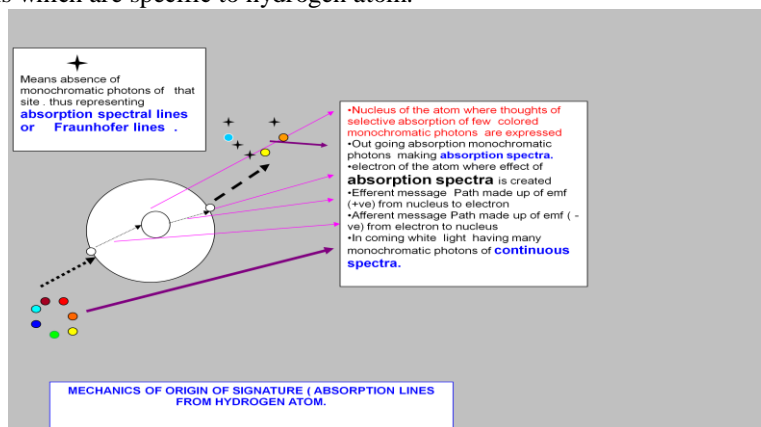 s which are specific to hydrogen atom.
Means absence of
monochromatic photons of that
site . thus representing
absorption spectral lines
or Fraunhofer lines .
•Nucleus of the atom where thoughts of
selective absorption of few colored
monochromatic photons are expressed
•Out going absorption monochromatic
photons making absorption spectra.
•electron of the atom where effect of
absorption spectra is created
•Efferent message Path made up of emf
(+ve) from nucleus to electron
•Afferent message Path made up of emf ( -
ve) from electron to nucleus
•In coming white light having many
monochromatic photons of continuous
spectra.
MECHANICS OF ORIGIN OF SIGNATURE ( ABSORPTION LINES
FROM HYDROGEN ATOM.